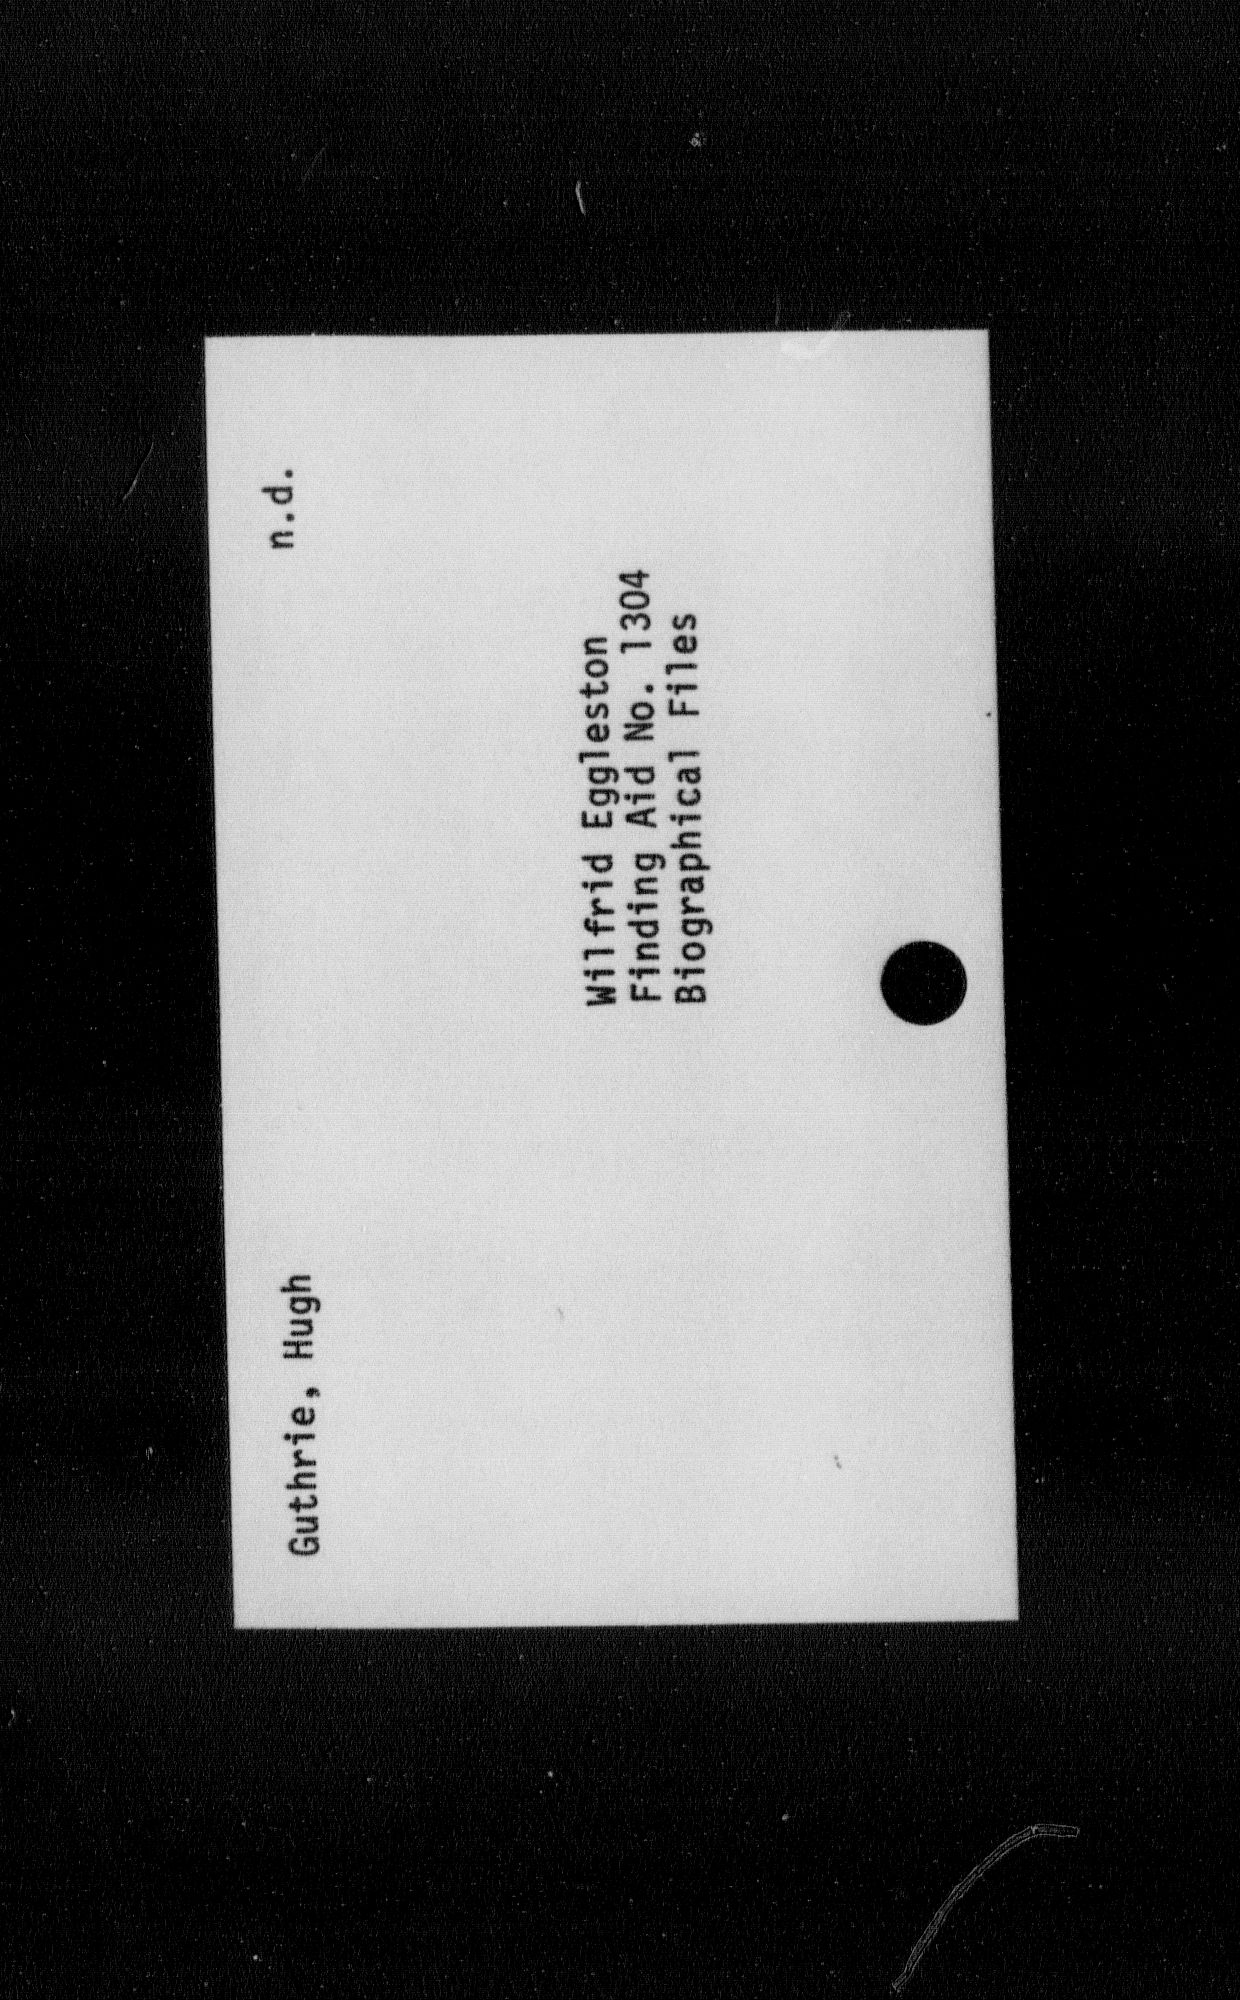 Guthrie, Hugh n.d.
Wilfrid Eggleston
Finding Aid No. 1304
Biographical Files